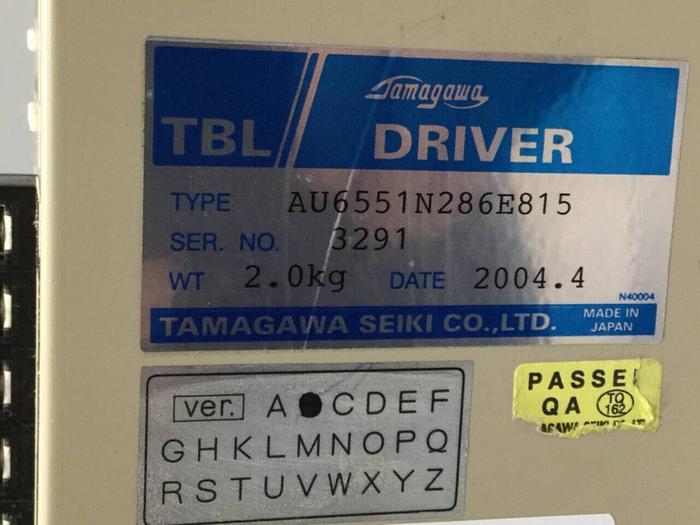 Tamagawa
TBL// DRIVER
TYPE AU6551N286E815
SER. NO. 3291
WT 2.0kg DATE 2004.4
N40004
TAMAGAWA SEIKI CO.,LTD. MADE IN JAPAN
ver. A ●CDEF
GHKLMNOPQ
RSTUVWXYZ
PASSE
QA TQ 162